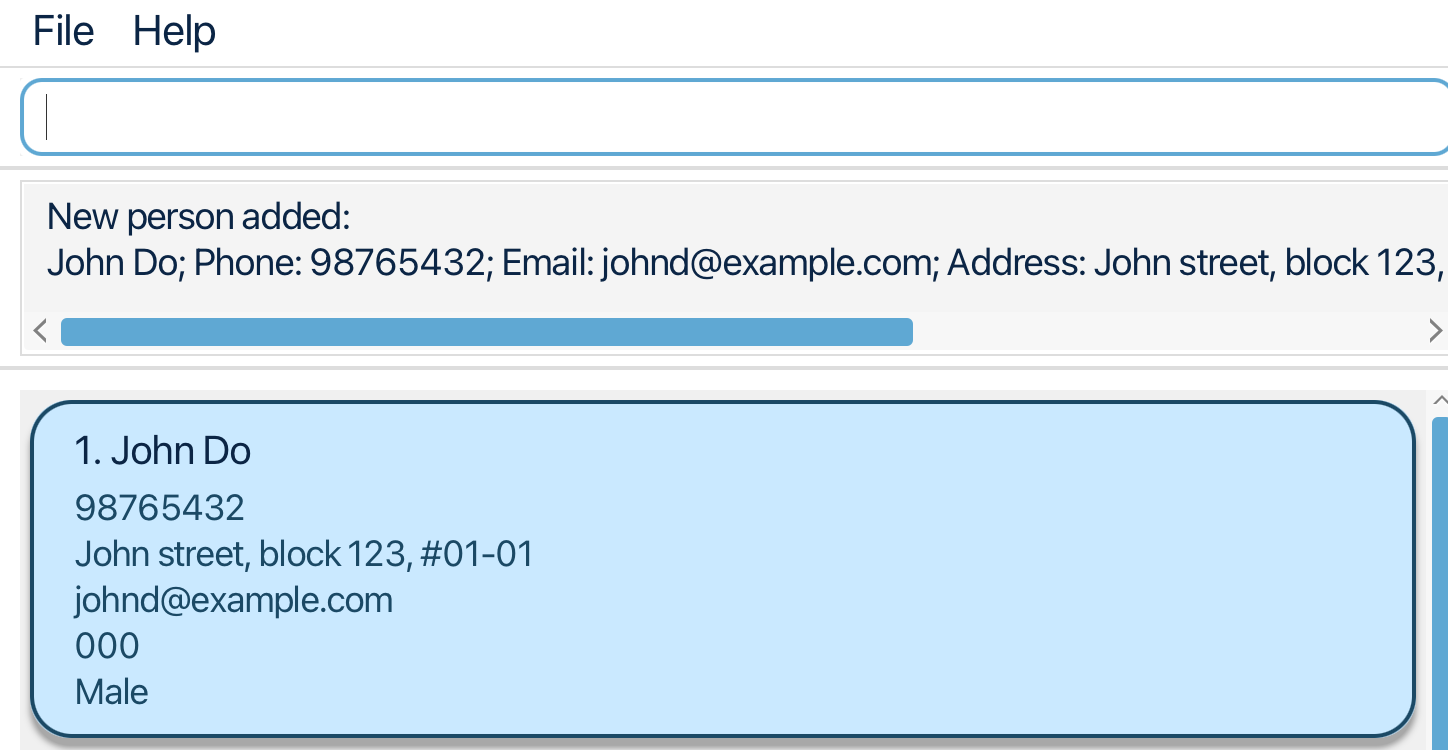 File Help
New person added:
John Do; Phone: 98765432; Email: johnd@example.com; Address: John street, block 123,
1. John Do
98765432
John street, block 123, #01-01
johnd@example.com
000
Male